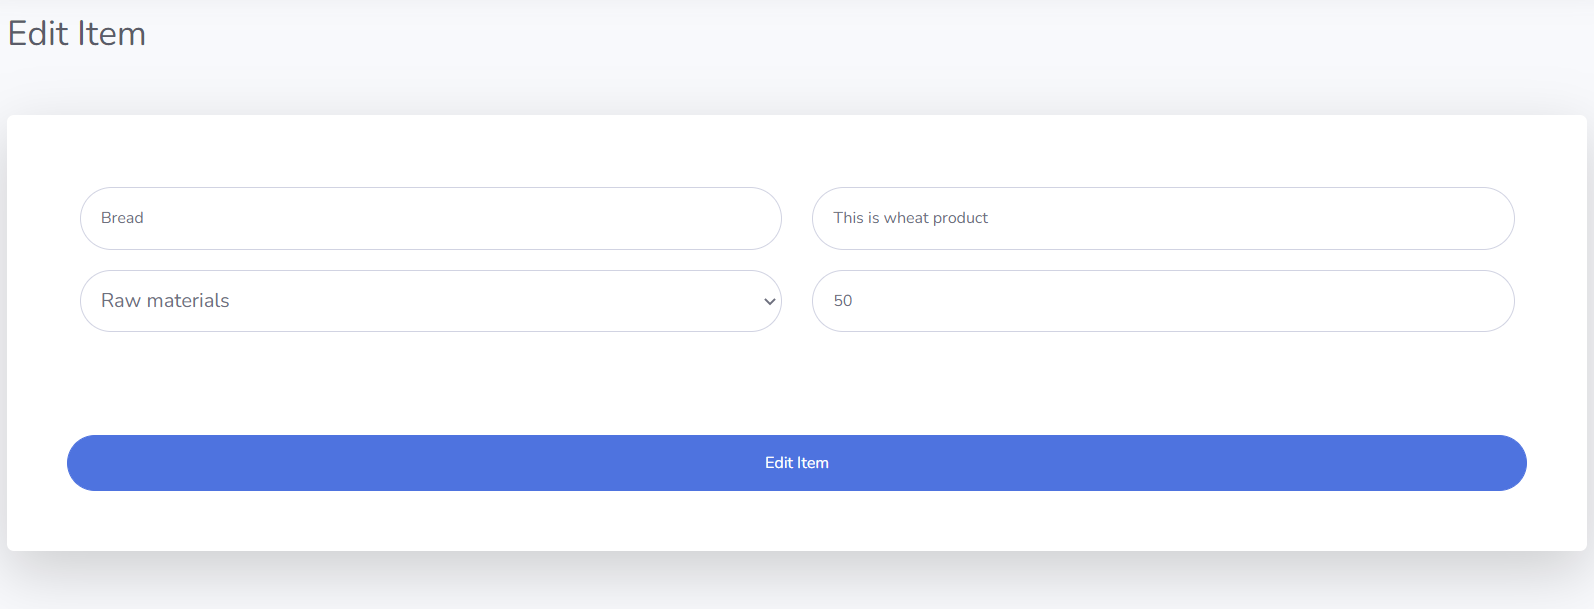 Edit Item
Bread
This is wheat product
Raw materials
50
Edit Item